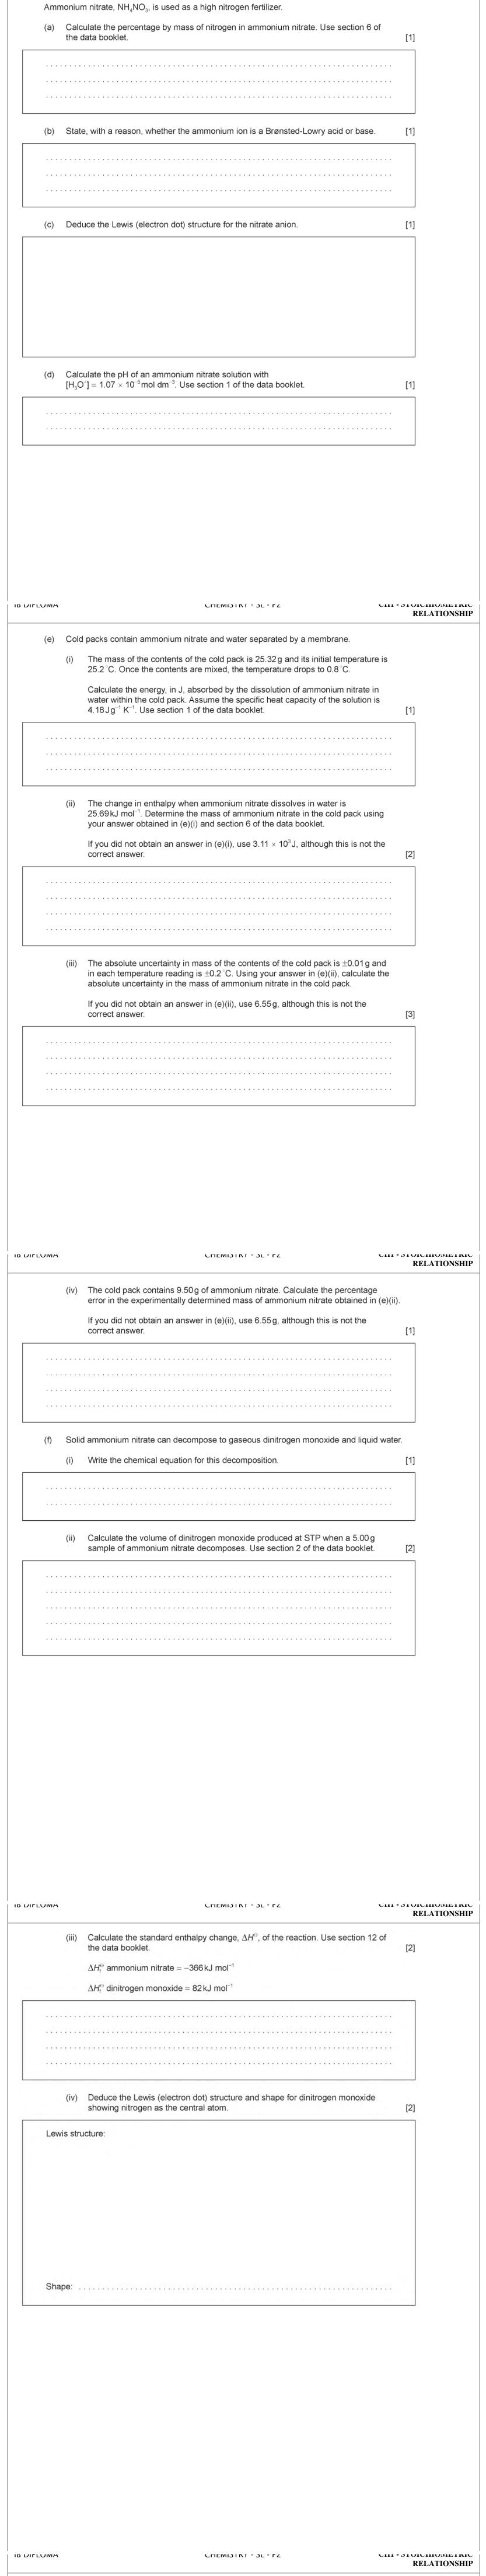 Ammonium nitrate, NH₄NO₃, is used as a high nitrogen fertilizer.
(a) Calculate the percentage by mass of nitrogen in ammonium nitrate. Use section 6 of
the data booklet. [1]
(b) State, with a reason, whether the ammonium ion is a Brønsted-Lowry acid or base. [1]
(c) Deduce the Lewis (electron dot) structure for the nitrate anion. [1]
(d) Calculate the pH of an ammonium nitrate solution with
[H₃O⁺] = 1.07 × 10⁻⁵ mol dm⁻³. Use section 1 of the data booklet. [1]
IB DIPLOMA CHEMISTRY - SL - P2 CH1 - STOICHIOMETRIC
RELATIONSHIP
(e) Cold packs contain ammonium nitrate and water separated by a membrane.
(i) The mass of the contents of the cold pack is 25.32 g and its initial temperature is
25.2 °C. Once the contents are mixed, the temperature drops to 0.8 °C.
Calculate the energy, in J, absorbed by the dissolution of ammonium nitrate in
water within the cold pack. Assume the specific heat capacity of the solution is
4.18 J g⁻¹ K⁻¹. Use section 1 of the data booklet. [1]
(ii) The change in enthalpy when ammonium nitrate dissolves in water is
25.69 kJ mol⁻¹. Determine the mass of ammonium nitrate in the cold pack using
your answer obtained in (e)(i) and section 6 of the data booklet.
If you did not obtain an answer in (e)(i), use 3.11 × 10³ J, although this is not the
correct answer. [2]
(iii) The absolute uncertainty in mass of the contents of the cold pack is ±0.01 g and
in each temperature reading is ±0.2 °C. Using your answer in (e)(ii), calculate the
absolute uncertainty in the mass of ammonium nitrate in the cold pack.
If you did not obtain an answer in (e)(ii), use 6.55 g, although this is not the
correct answer. [3]
IB DIPLOMA CHEMISTRY - SL - P2 CH1 - STOICHIOMETRIC
RELATIONSHIP
(iv) The cold pack contains 9.50 g of ammonium nitrate. Calculate the percentage
error in the experimentally determined mass of ammonium nitrate obtained in (e)(ii).
If you did not obtain an answer in (e)(ii), use 6.55 g, although this is not the
correct answer. [1]
(f) Solid ammonium nitrate can decompose to gaseous dinitrogen monoxide and liquid water.
(i) Write the chemical equation for this decomposition. [1]
(ii) Calculate the volume of dinitrogen monoxide produced at STP when a 5.00 g
sample of ammonium nitrate decomposes. Use section 2 of the data booklet. [2]
IB DIPLOMA CHEMISTRY - SL - P2 CH1 - STOICHIOMETRIC
RELATIONSHIP
(iii) Calculate the standard enthalpy change, ΔH⦵, of the reaction. Use section 12 of
the data booklet. [2]
ΔHf⦵ ammonium nitrate = −366 kJ mol⁻¹
ΔHf⦵ dinitrogen monoxide = 82 kJ mol⁻¹
(iv) Deduce the Lewis (electron dot) structure and shape for dinitrogen monoxide
showing nitrogen as the central atom. [2]
Lewis structure:
Shape:
IB DIPLOMA CHEMISTRY - SL - P2 CH1 - STOICHIOMETRIC
RELATIONSHIP